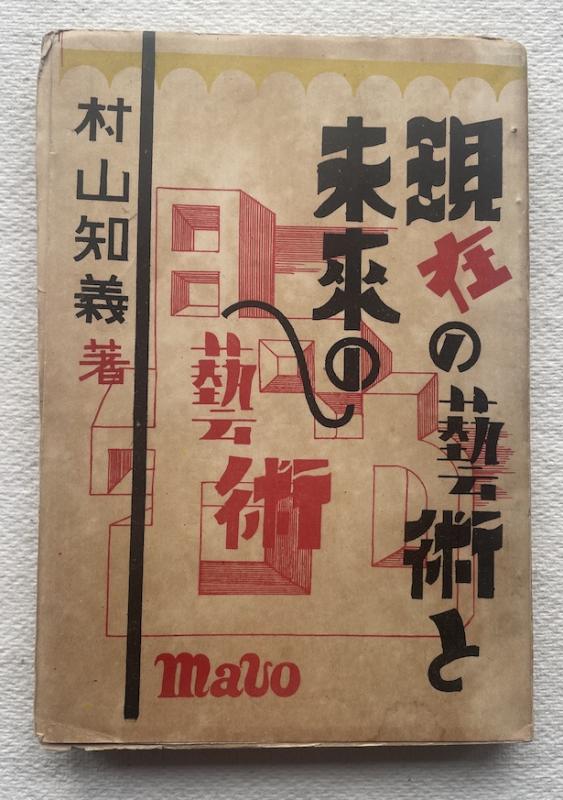 現在の藝術と
未來の
藝術
村山知義著
mavo